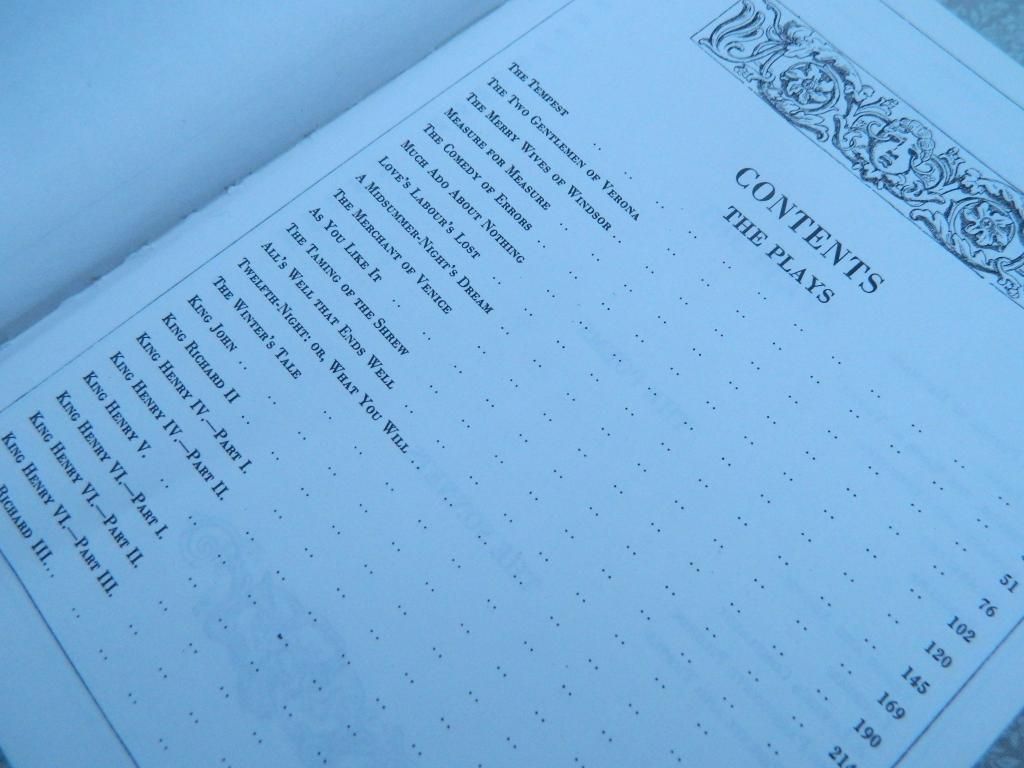 CONTENTS
THE PLAYS
THE TEMPEST
THE TWO GENTLEMEN OF VERONA
THE MERRY WIVES OF WINDSOR .. 51
MEASURE FOR MEASURE .. 76
THE COMEDY OF ERRORS .. 102
MUCH ADO ABOUT NOTHING .. 120
LOVE'S LABOUR'S LOST .. 145
A MIDSUMMER-NIGHT'S DREAM .. 169
THE MERCHANT OF VENICE .. 190
AS YOU LIKE IT .. 214
THE TAMING OF THE SHREW
ALL'S WELL THAT ENDS WELL
TWELFTH-NIGHT: OR, WHAT YOU WILL ..
THE WINTER'S TALE
KING JOHN ..
KING RICHARD II ..
KING HENRY IV.—PART I.
KING HENRY IV.—PART II.
KING HENRY V. ..
KING HENRY VI.—PART I.
KING HENRY VI.—PART II.
KING HENRY VI.—PART III.
RICHARD III. ..